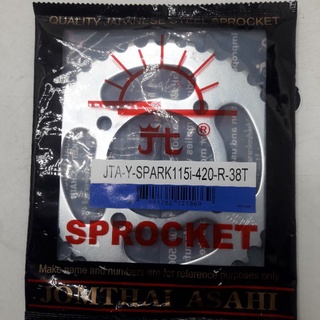 QUALITY JAPANESE STEEL SPROCKET
jt ®
JTA-Y-SPARK115i-420-R-38T
SPROCKET
Make name and numbers are for reference purposes only
JOMTHAI ASAHI